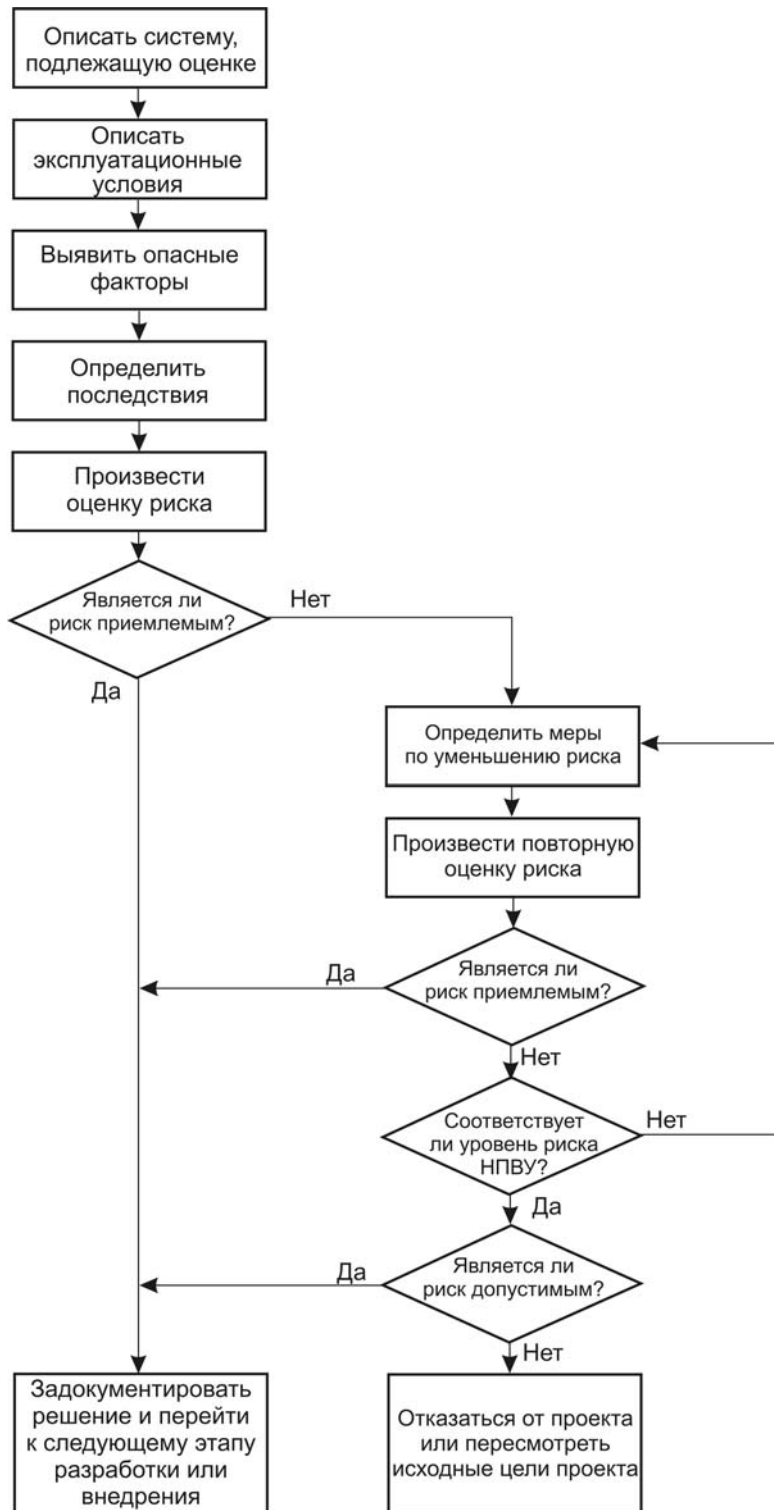 Описать систему,
подлежащую оценке
Описать
эксплуатационные
условия
Выявить опасные
факторы
Определить
последствия
Произвести
оценку риска
Является ли
риск приемлемым?
Нет
Да
Определить меры
по уменьшению риска
Произвести повторную
оценку риска
Является ли
риск приемлемым?
Да
Нет
Соответствует
ли уровень риска
НПВУ?
Нет
Да
Является ли
риск допустимым?
Да
Нет
Задокументировать
решение и перейти
к следующему этапу
разработки или
внедрения
Отказаться от проекта
или пересмотреть
исходные цели проекта